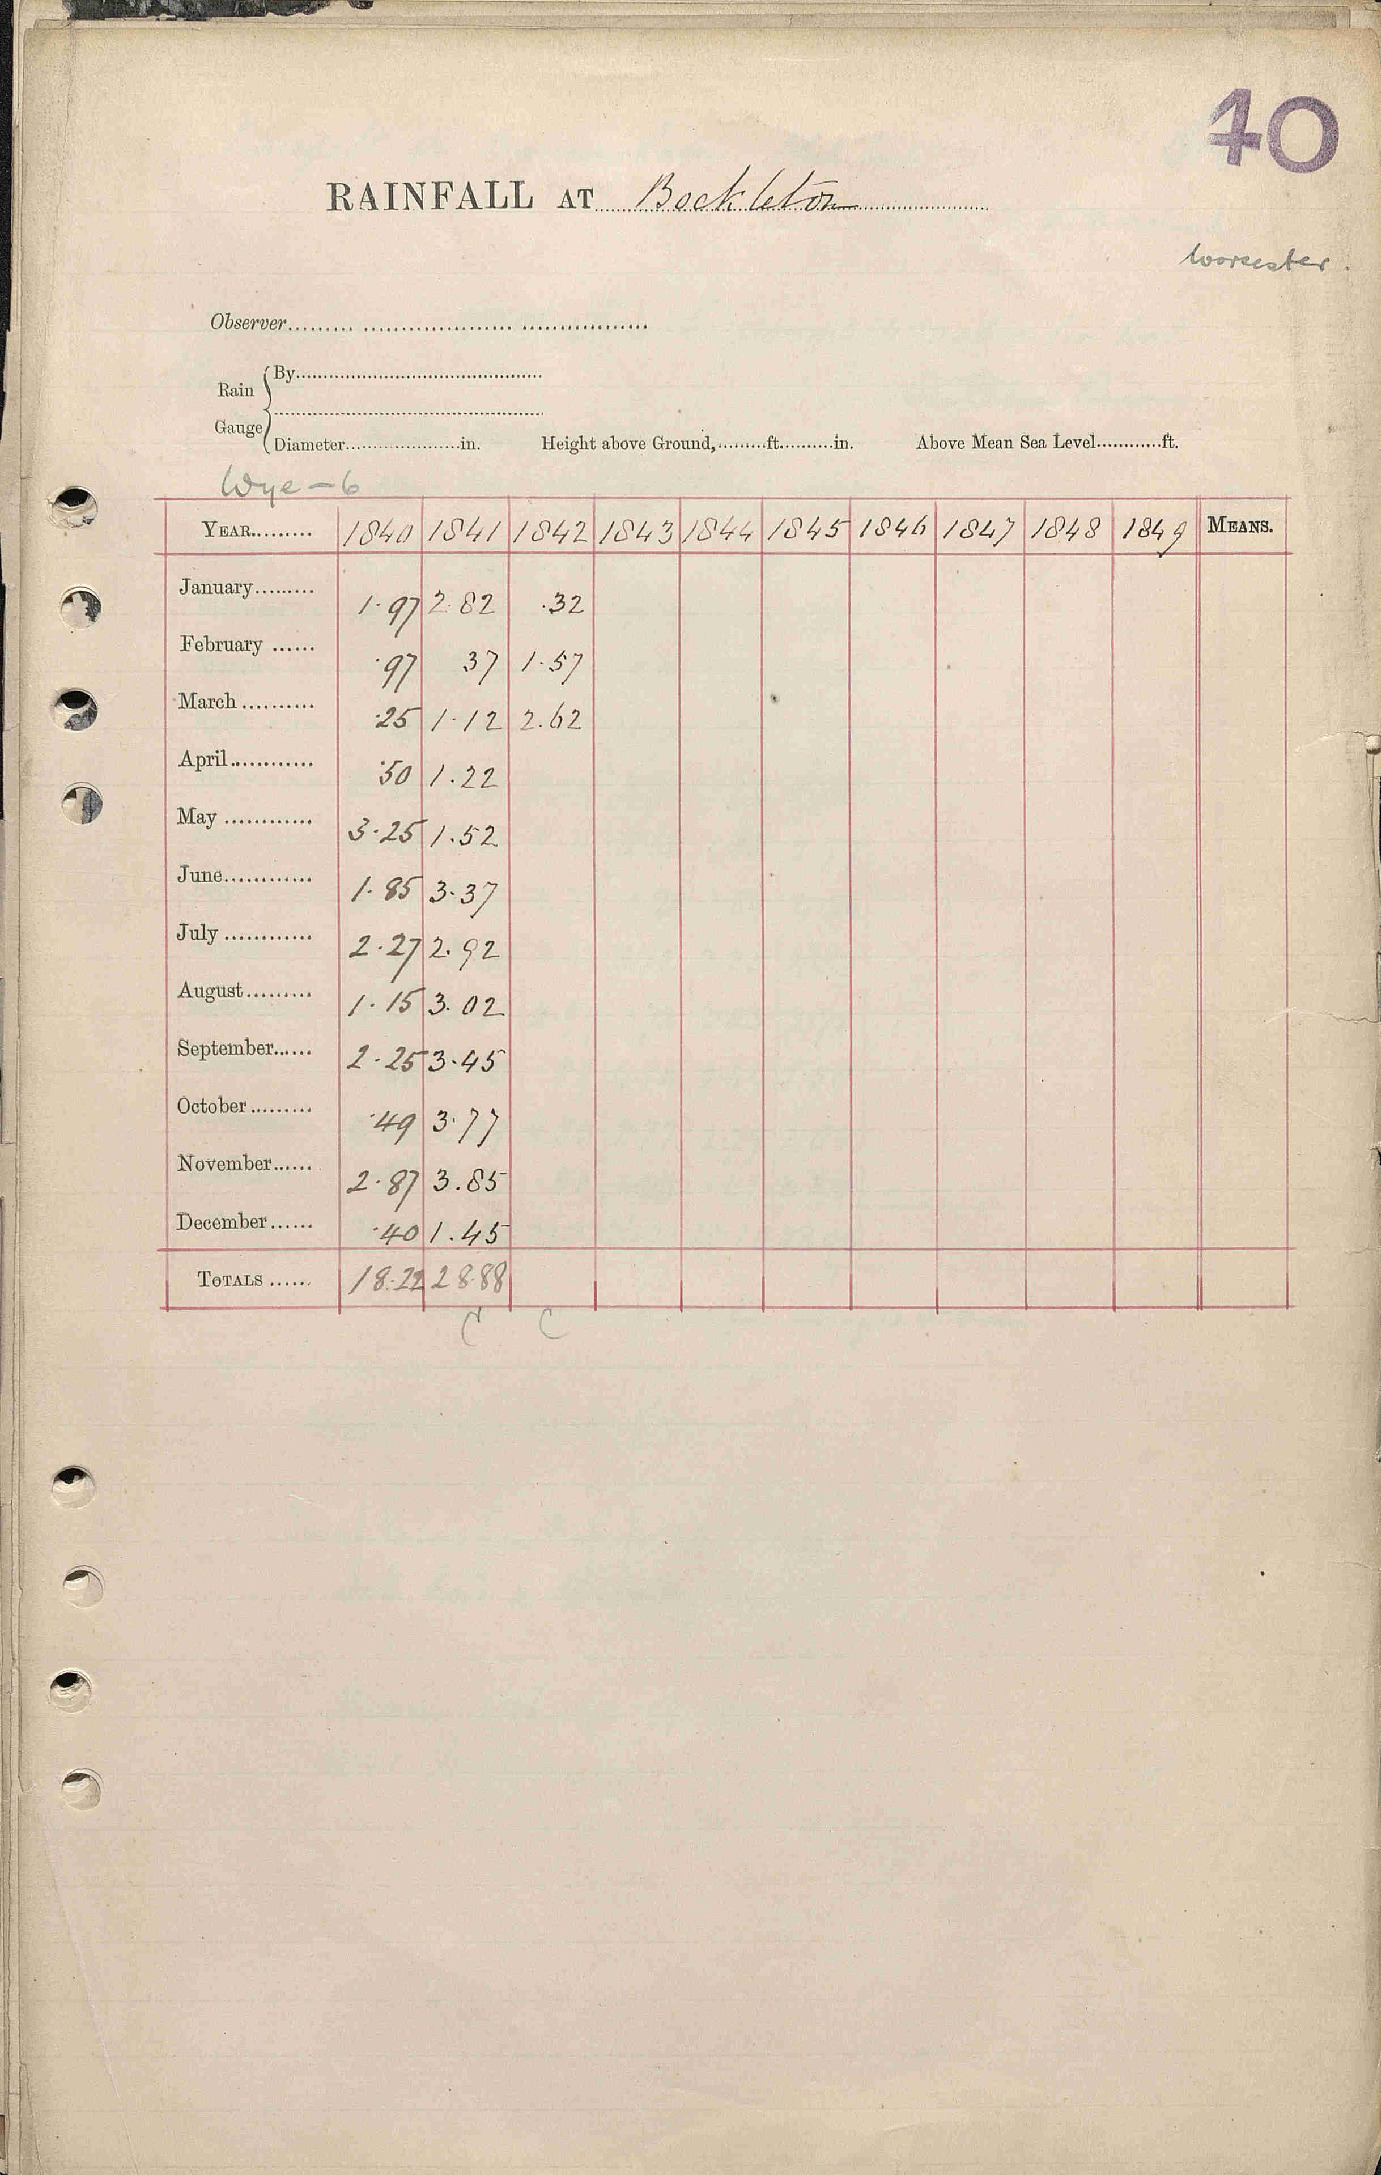 40
RAINFALL AT Bockleton
Worcester.
Observer
Rain Gauge
By
Diameter in. Height above Ground, ft. in. Above Mean Sea Level ft.
Wye - 6
YEAR 1840 1841 1842 1843 1844 1845 1846 1847 1848 1849 MEANS.
January 1.97 2.82 .32
February .97 37 1.57
March .25 1.12 2.62
April .50 1.22
May 3.25 1.52
June 1.85 3.37
July 2.27 2.92
August 1.15 3.02
September 2.25 3.45
October .49 3.77
November 2.87 3.85
December .40 1.45
TOTALS 18.22 28.88
C C